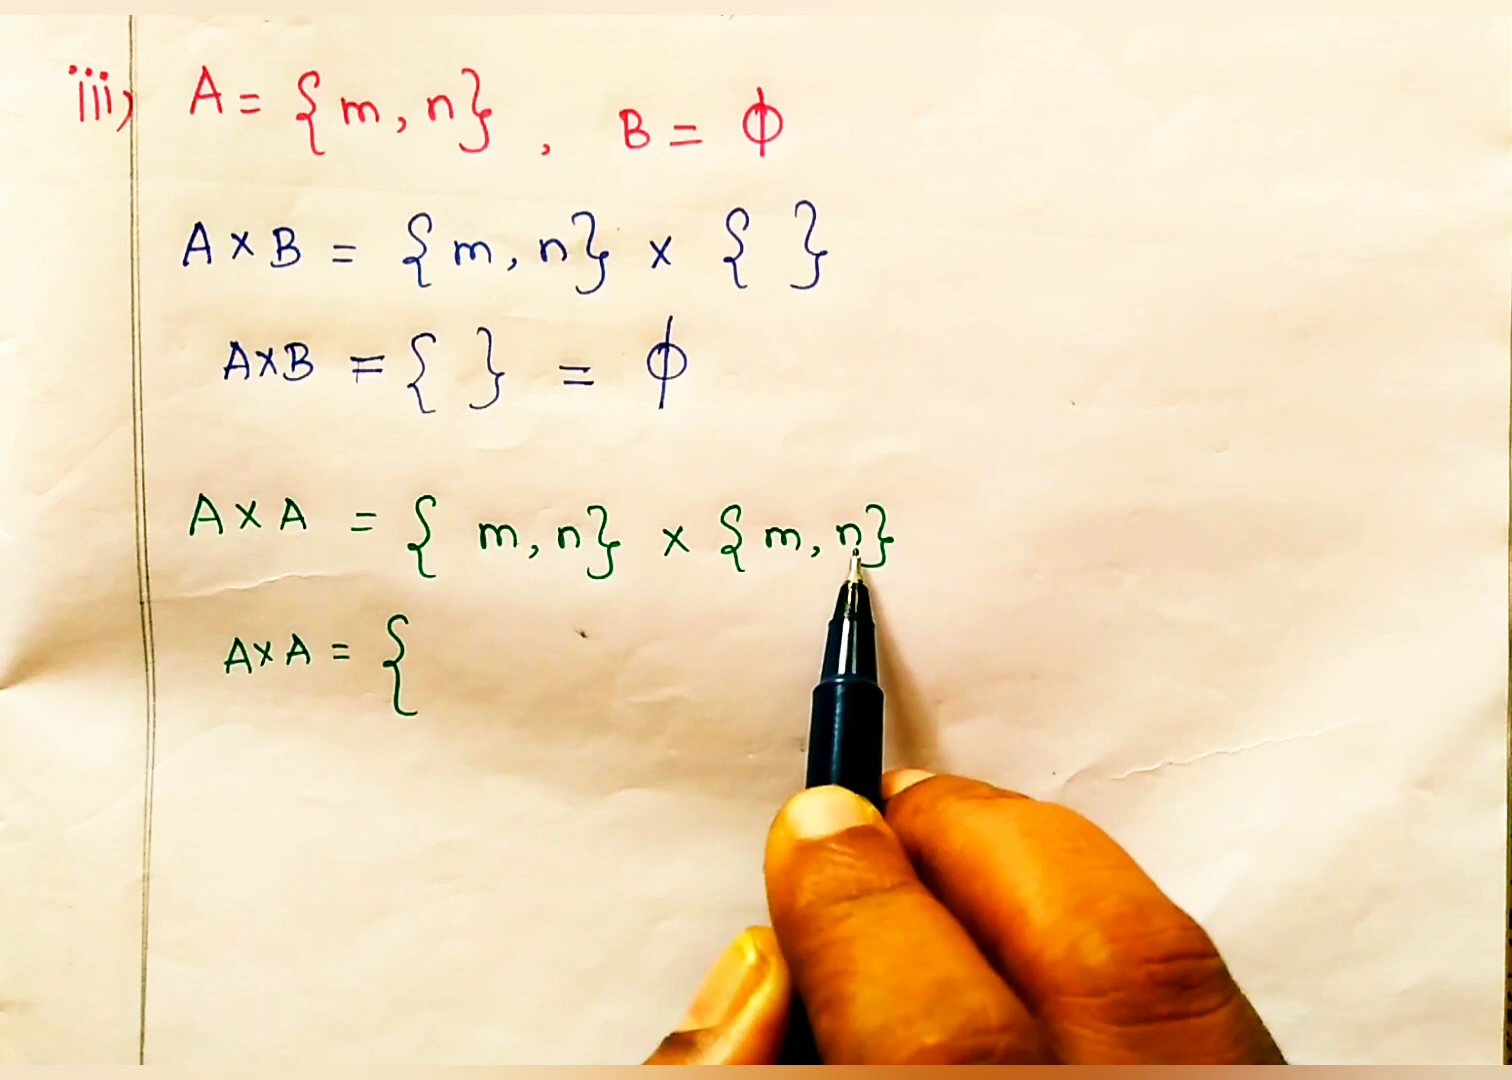 iii) A = {m, n}, B = ϕ
A × B = {m, n} × { }
A×B = { } = ϕ
A × A = { m, n} × {m, n}
A×A = {